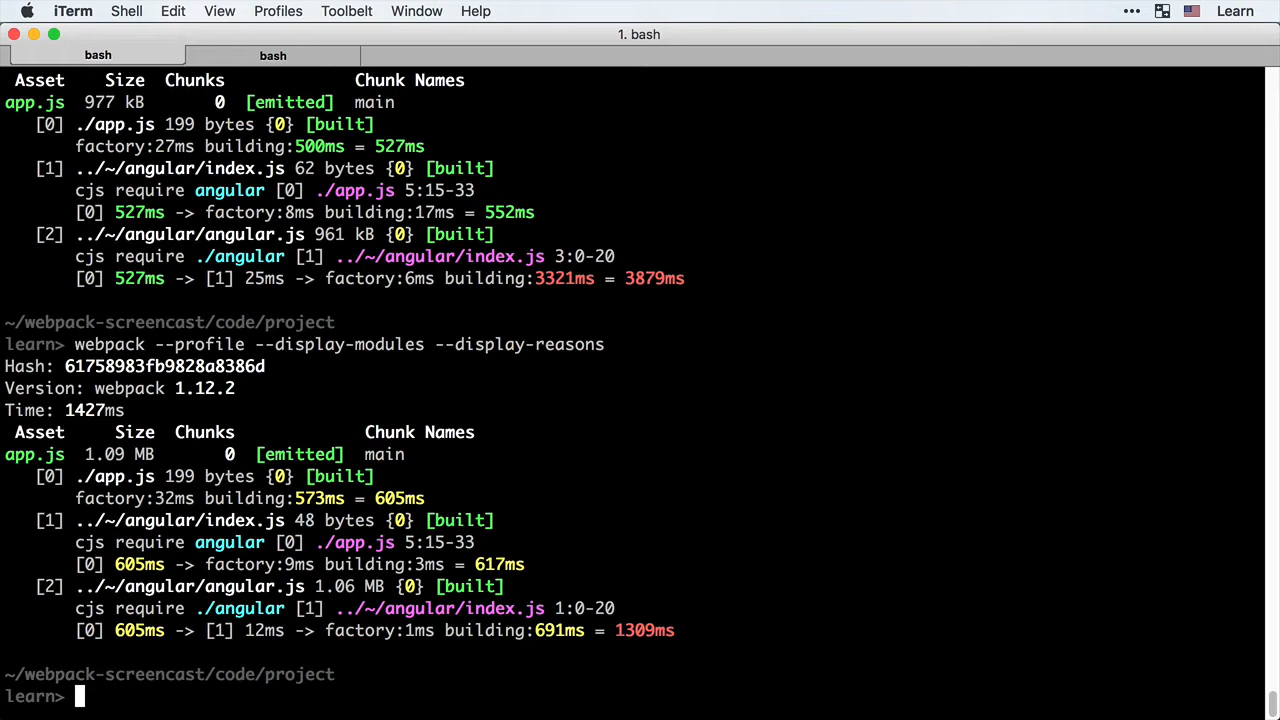 iTerm Shell Edit View Profiles Toolbelt Window Help ••• Learn
1. bash
bash bash
Asset Size Chunks Chunk Names
app.js 977 kB 0 [emitted] main
[0] ./app.js 199 bytes {0} [built]
factory:27ms building:500ms = 527ms
[1] ../~/angular/index.js 62 bytes {0} [built]
cjs require angular [0] ./app.js 5:15-33
[0] 527ms -> factory:8ms building:17ms = 552ms
[2] ../~/angular/angular.js 961 kB {0} [built]
cjs require ./angular [1] ../~/angular/index.js 3:0-20
[0] 527ms -> [1] 25ms -> factory:6ms building:3321ms = 3879ms
~/webpack-screencast/code/project
learn> webpack --profile --display-modules --display-reasons
Hash: 61758983fb9828a8386d
Version: webpack 1.12.2
Time: 1427ms
Asset Size Chunks Chunk Names
app.js 1.09 MB 0 [emitted] main
[0] ./app.js 199 bytes {0} [built]
factory:32ms building:573ms = 605ms
[1] ../~/angular/index.js 48 bytes {0} [built]
cjs require angular [0] ./app.js 5:15-33
[0] 605ms -> factory:9ms building:3ms = 617ms
[2] ../~/angular/angular.js 1.06 MB {0} [built]
cjs require ./angular [1] ../~/angular/index.js 1:0-20
[0] 605ms -> [1] 12ms -> factory:1ms building:691ms = 1309ms
~/webpack-screencast/code/project
learn>